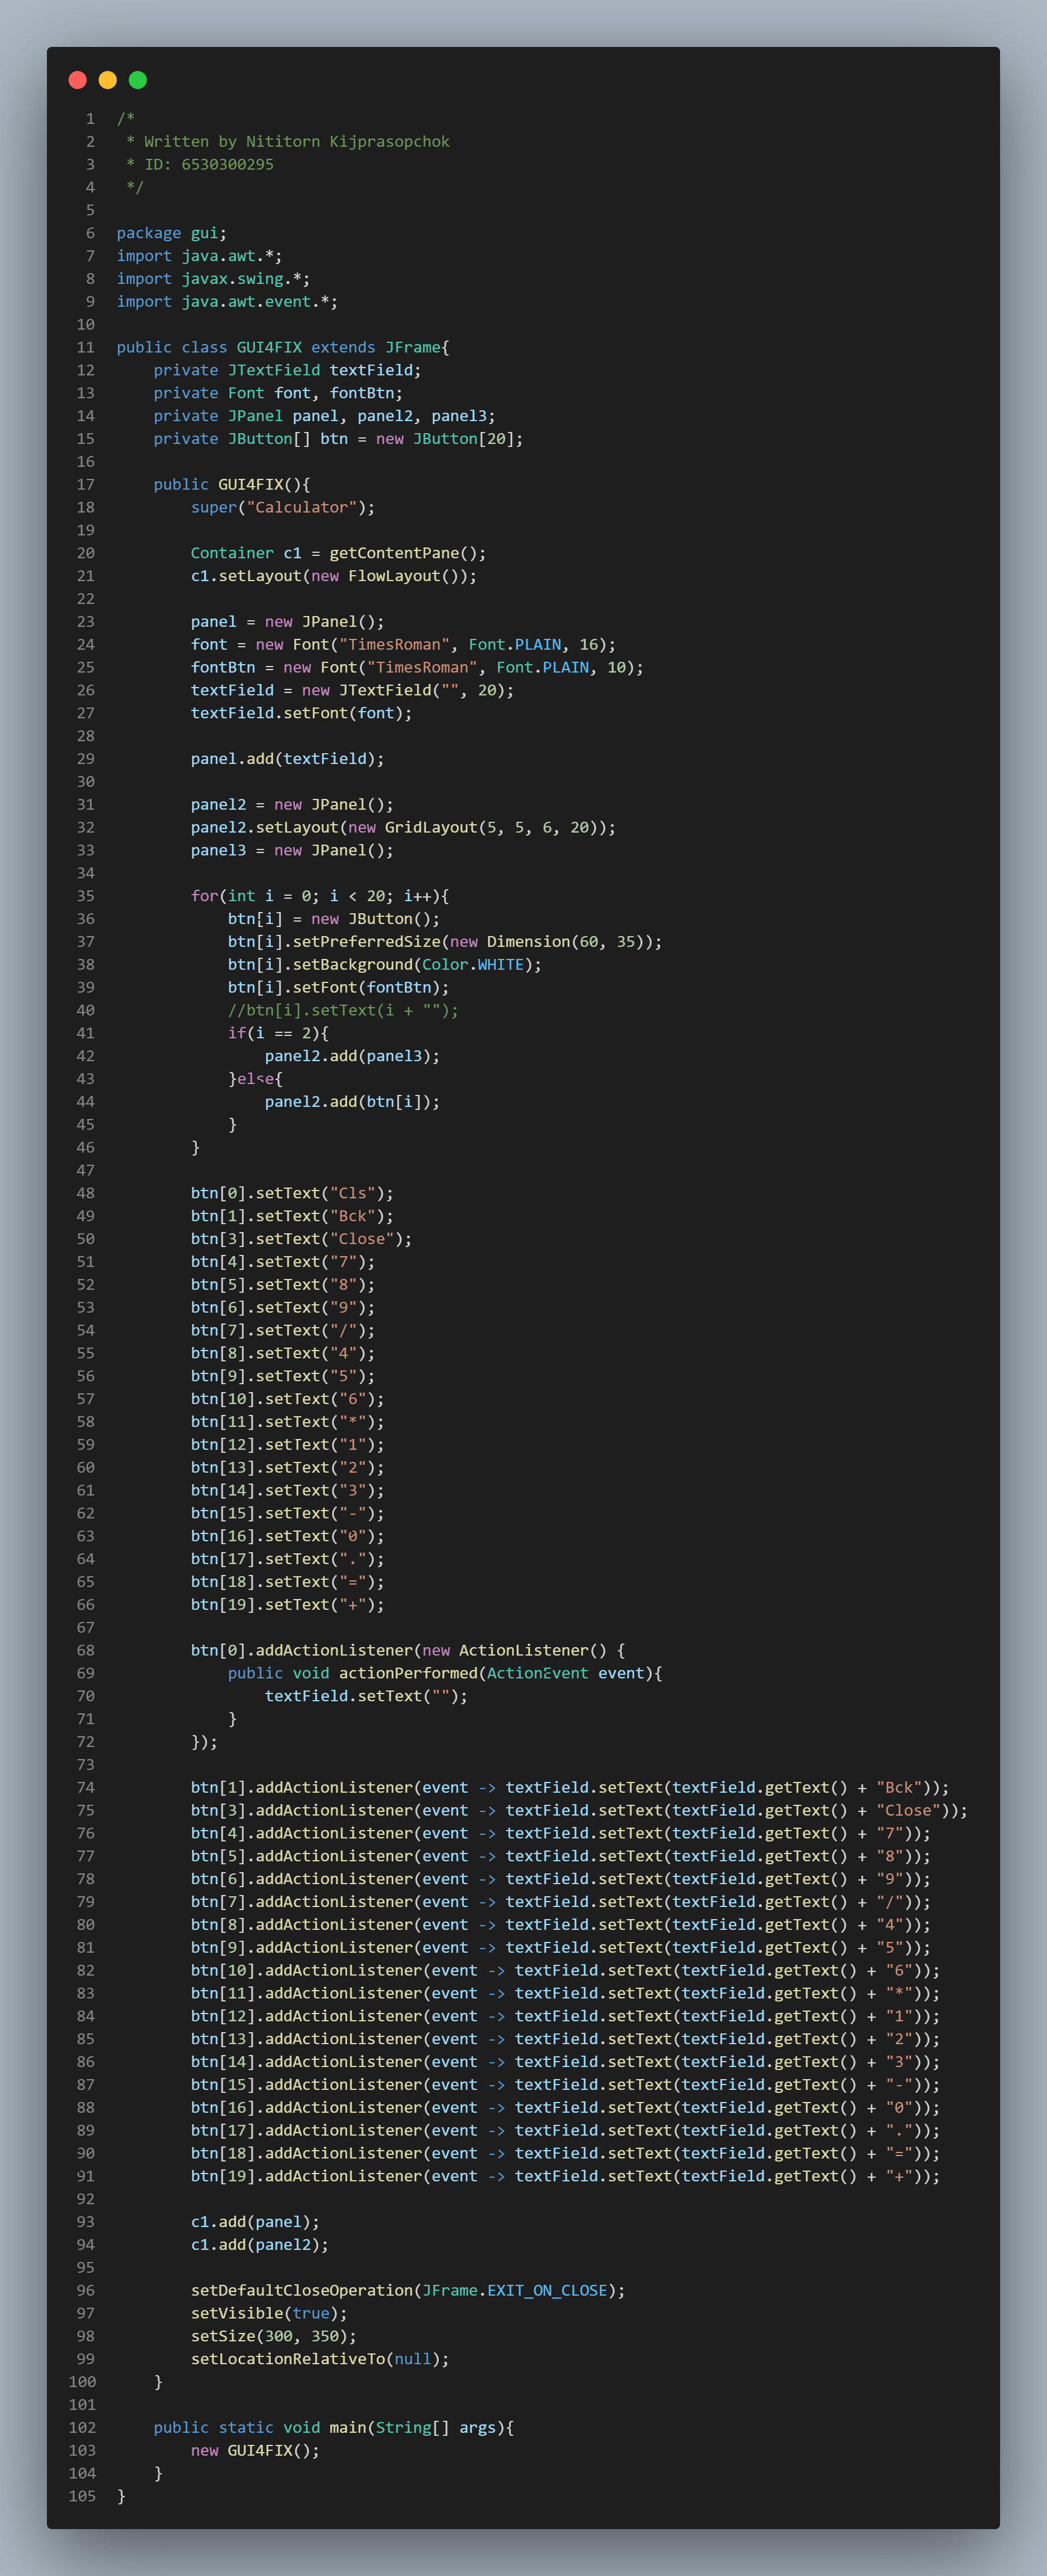 1 /*
2  * Written by Nititorn Kijprasopchok
3  * ID: 6530300295
4  */
5
6 package gui;
7 import java.awt.*;
8 import javax.swing.*;
9 import java.awt.event.*;
10
11 public class GUI4FIX extends JFrame{
12     private JTextField textField;
13     private Font font, fontBtn;
14     private JPanel panel, panel2, panel3;
15     private JButton[] btn = new JButton[20];
16
17     public GUI4FIX(){
18         super("Calculator");
19
20         Container c1 = getContentPane();
21         c1.setLayout(new FlowLayout());
22
23         panel = new JPanel();
24         font = new Font("TimesRoman", Font.PLAIN, 16);
25         fontBtn = new Font("TimesRoman", Font.PLAIN, 10);
26         textField = new JTextField("", 20);
27         textField.setFont(font);
28
29         panel.add(textField);
30
31         panel2 = new JPanel();
32         panel2.setLayout(new GridLayout(5, 5, 6, 20));
33         panel3 = new JPanel();
34
35         for(int i = 0; i < 20; i++){
36             btn[i] = new JButton();
37             btn[i].setPreferredSize(new Dimension(60, 35));
38             btn[i].setBackground(Color.WHITE);
39             btn[i].setFont(fontBtn);
40             //btn[i].setText(i + "");
41             if(i == 2){
42                 panel2.add(panel3);
43             }else{
44                 panel2.add(btn[i]);
45             }
46         }
47
48         btn[0].setText("Cls");
49         btn[1].setText("Bck");
50         btn[3].setText("Close");
51         btn[4].setText("7");
52         btn[5].setText("8");
53         btn[6].setText("9");
54         btn[7].setText("/");
55         btn[8].setText("4");
56         btn[9].setText("5");
57         btn[10].setText("6");
58         btn[11].setText("*");
59         btn[12].setText("1");
60         btn[13].setText("2");
61         btn[14].setText("3");
62         btn[15].setText("-");
63         btn[16].setText("0");
64         btn[17].setText(".");
65         btn[18].setText("=");
66         btn[19].setText("+");
67
68         btn[0].addActionListener(new ActionListener() {
69             public void actionPerformed(ActionEvent event){
70                 textField.setText("");
71             }
72         });
73
74         btn[1].addActionListener(event -> textField.setText(textField.getText() + "Bck"));
75         btn[3].addActionListener(event -> textField.setText(textField.getText() + "Close"));
76         btn[4].addActionListener(event -> textField.setText(textField.getText() + "7"));
77         btn[5].addActionListener(event -> textField.setText(textField.getText() + "8"));
78         btn[6].addActionListener(event -> textField.setText(textField.getText() + "9"));
79         btn[7].addActionListener(event -> textField.setText(textField.getText() + "/"));
80         btn[8].addActionListener(event -> textField.setText(textField.getText() + "4"));
81         btn[9].addActionListener(event -> textField.setText(textField.getText() + "5"));
82         btn[10].addActionListener(event -> textField.setText(textField.getText() + "6"));
83         btn[11].addActionListener(event -> textField.setText(textField.getText() + "*"));
84         btn[12].addActionListener(event -> textField.setText(textField.getText() + "1"));
85         btn[13].addActionListener(event -> textField.setText(textField.getText() + "2"));
86         btn[14].addActionListener(event -> textField.setText(textField.getText() + "3"));
87         btn[15].addActionListener(event -> textField.setText(textField.getText() + "-"));
88         btn[16].addActionListener(event -> textField.setText(textField.getText() + "0"));
89         btn[17].addActionListener(event -> textField.setText(textField.getText() + "."));
90         btn[18].addActionListener(event -> textField.setText(textField.getText() + "="));
91         btn[19].addActionListener(event -> textField.setText(textField.getText() + "+"));
92
93         c1.add(panel);
94         c1.add(panel2);
95
96         setDefaultCloseOperation(JFrame.EXIT_ON_CLOSE);
97         setVisible(true);
98         setSize(300, 350);
99         setLocationRelativeTo(null);
100     }
101
102     public static void main(String[] args){
103         new GUI4FIX();
104     }
105 }